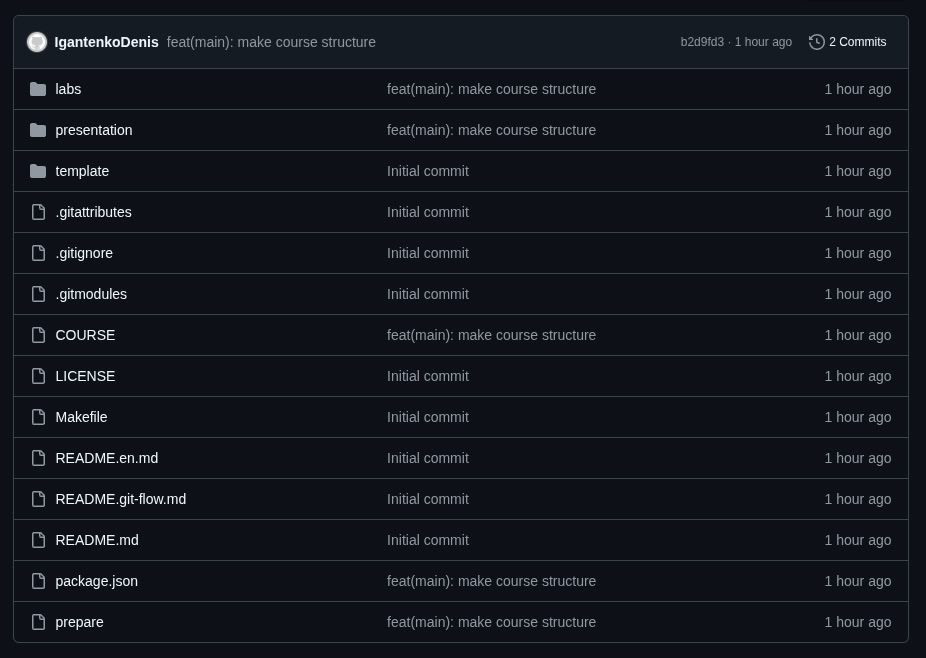 IgantenkoDenis feat(main): make course structure b2d9fd3 · 1 hour ago 2 Commits
labs feat(main): make course structure 1 hour ago
presentation feat(main): make course structure 1 hour ago
template Initial commit 1 hour ago
.gitattributes Initial commit 1 hour ago
.gitignore Initial commit 1 hour ago
.gitmodules Initial commit 1 hour ago
COURSE feat(main): make course structure 1 hour ago
LICENSE Initial commit 1 hour ago
Makefile Initial commit 1 hour ago
README.en.md Initial commit 1 hour ago
README.git-flow.md Initial commit 1 hour ago
README.md Initial commit 1 hour ago
package.json feat(main): make course structure 1 hour ago
prepare feat(main): make course structure 1 hour ago